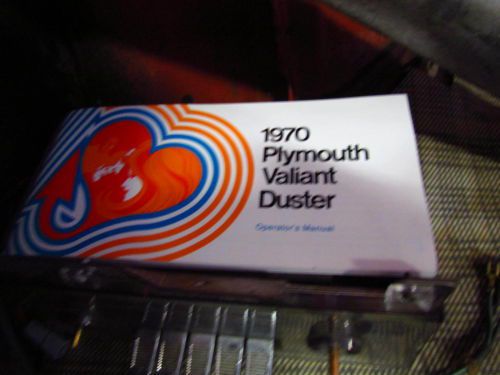 1970
Plymouth
Valiant
Duster
Operator's Manual